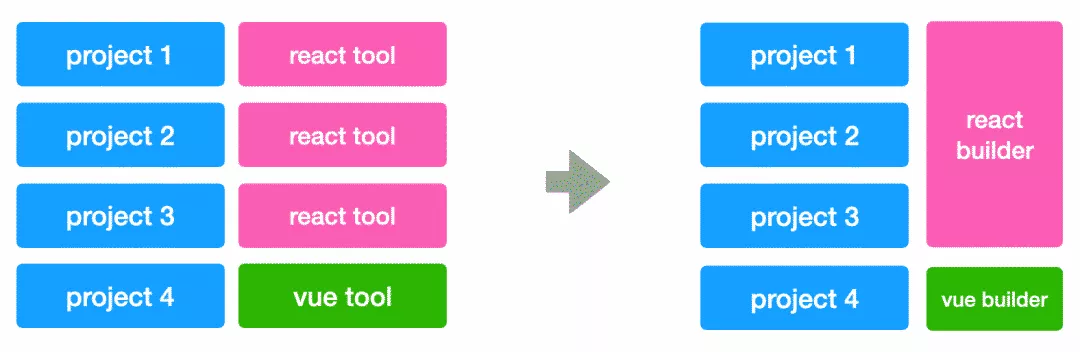 project 1
react tool
project 2
react tool
project 3
react tool
project 4
vue tool
project 1
project 2
project 3
project 4
react
builder
vue builder